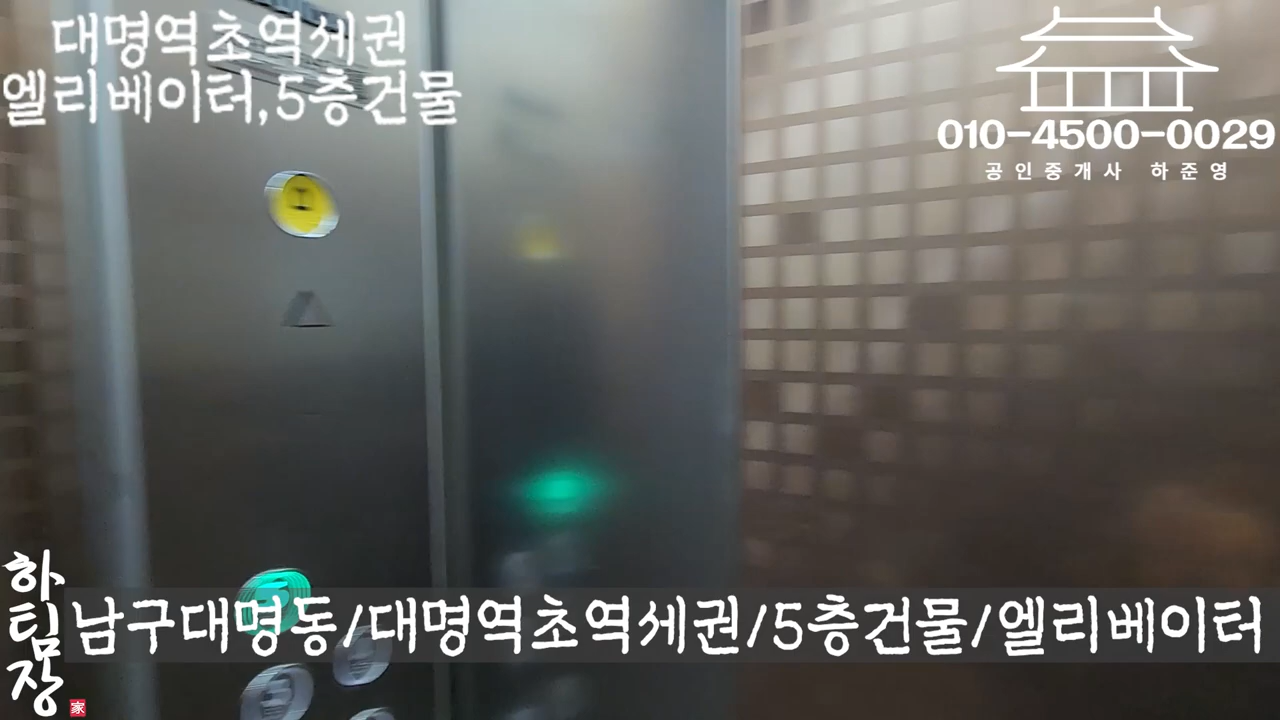 대명역초역세권
엘리베이터,5층건물
010-4500-0029
공인중개사 하준영
하팀장
家
남구대명동/대명역초역세권/5층건물/엘리베이터